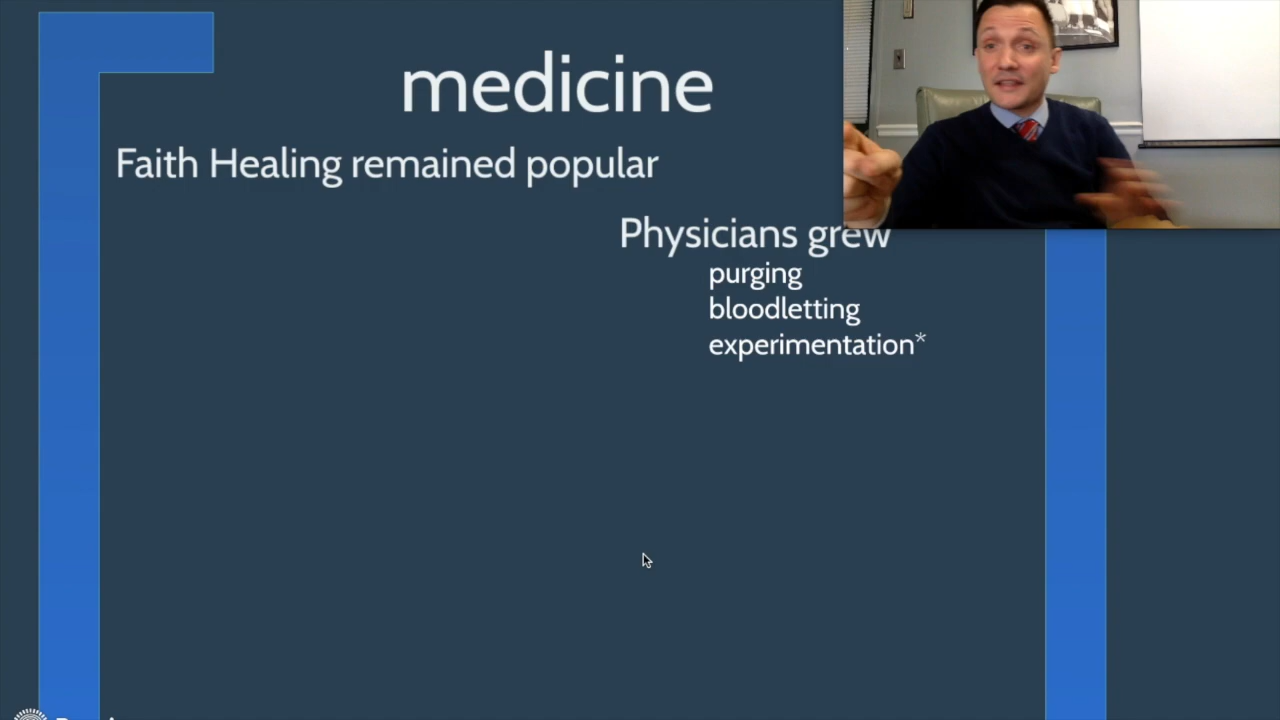 medicine
Faith Healing remained popular
Physicians grew
purging
bloodletting
experimentation*